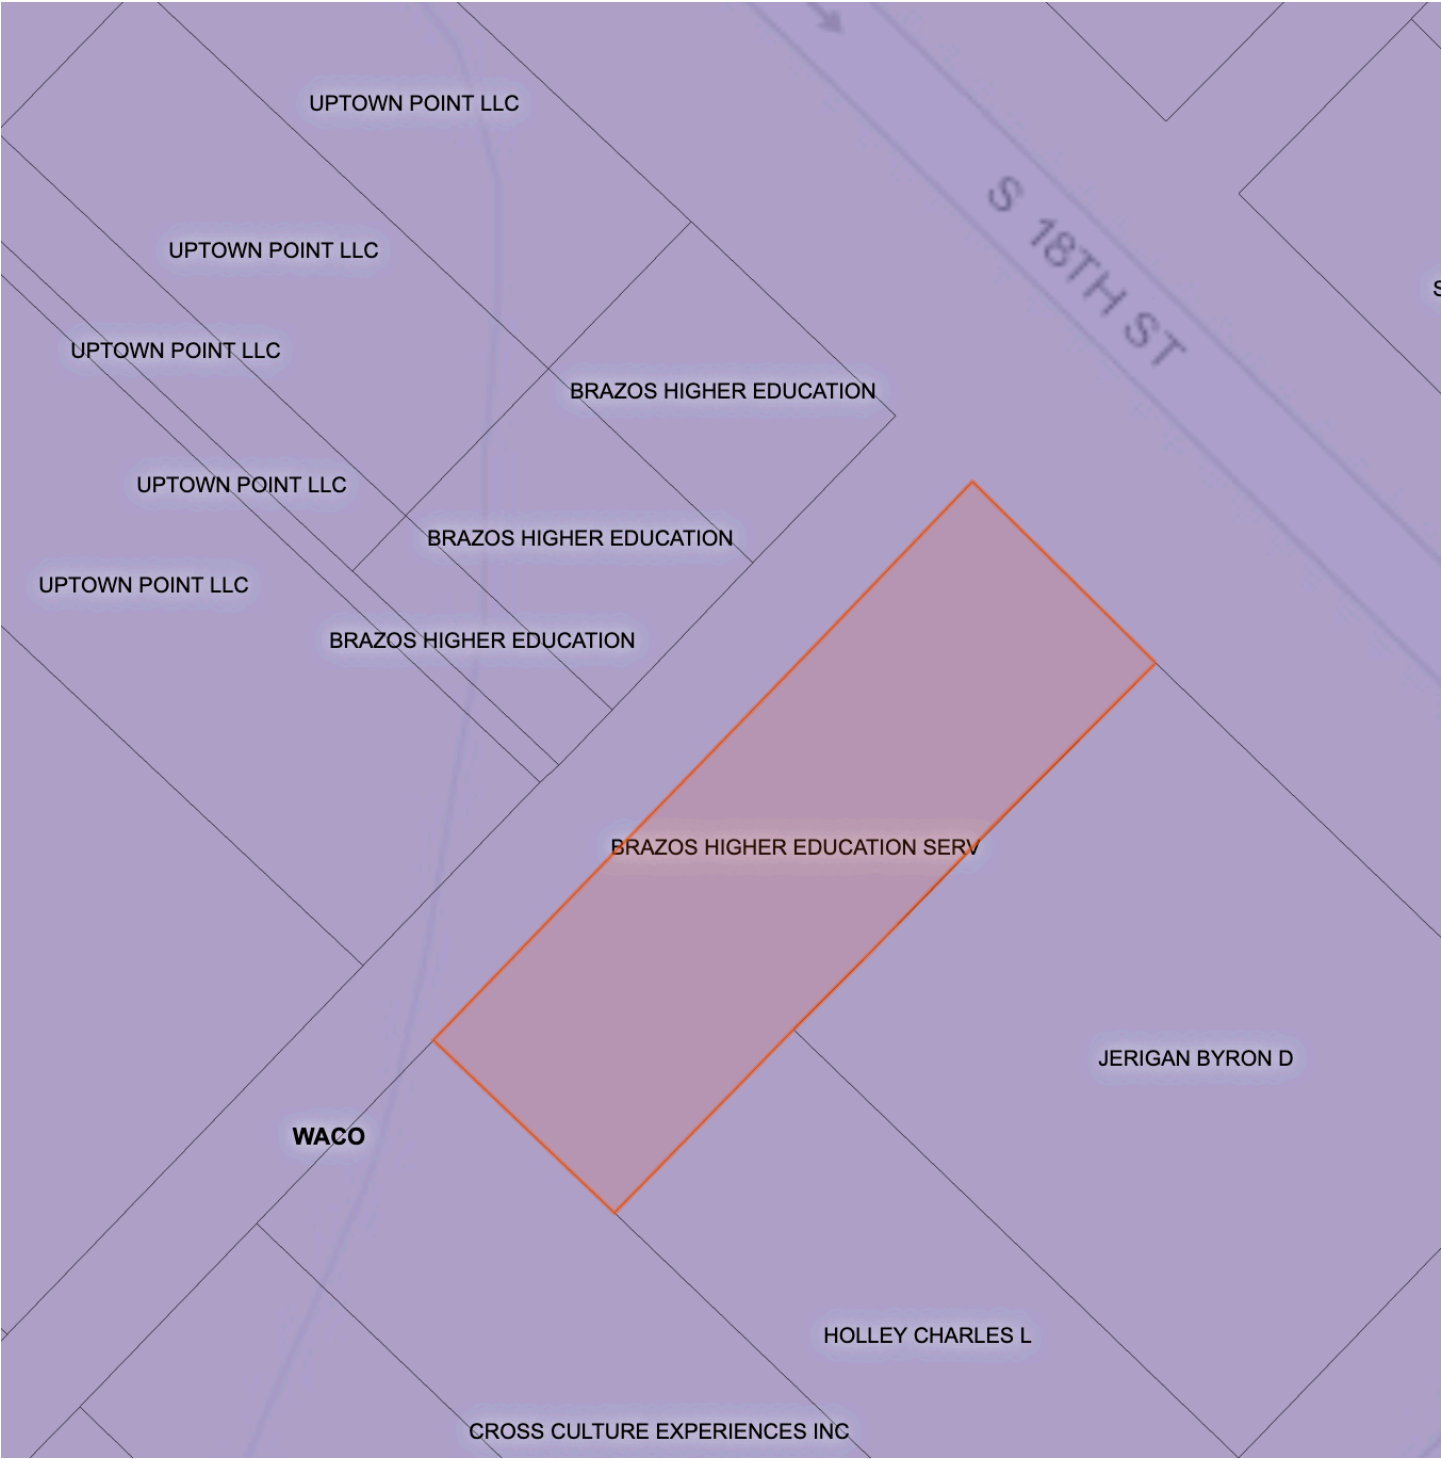 UPTOWN POINT LLC
S 18TH ST
UPTOWN POINT LLC
S
UPTOWN POINT LLC
BRAZOS HIGHER EDUCATION
UPTOWN POINT LLC
BRAZOS HIGHER EDUCATION
UPTOWN POINT LLC
BRAZOS HIGHER EDUCATION
BRAZOS HIGHER EDUCATION SERV
JERIGAN BYRON D
WACO
HOLLEY CHARLES L
CROSS CULTURE EXPERIENCES INC